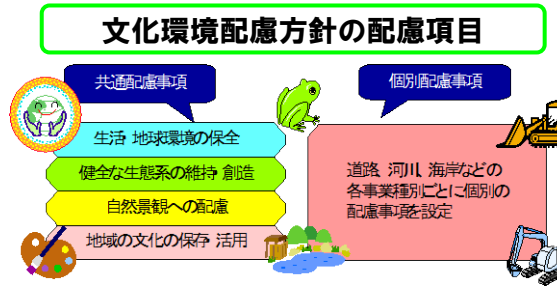 文化環境配慮方針の配慮項目
共通配慮事項
生活・地球環境の保全
健全な生態系の維持・創造
自然景観への配慮
地域の文化の保存・活用
個別配慮事項
道路、河川、海岸などの
各事業種別ごとに個別の
配慮事項を設定